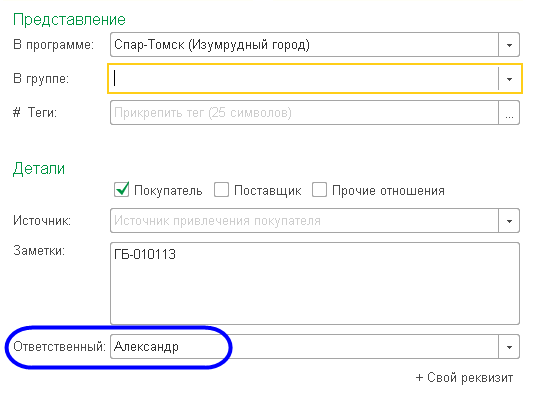 Представление
В программе: Спар-Томск (Изумрудный город)
В группе:
# Теги: Прикрепить тег (25 символов) ...
Детали
Покупатель Поставщик Прочие отношения
Источник: Источник привлечения покупателя
Заметки: ГБ-010113
Ответственный: Александр
+ Свой реквизит